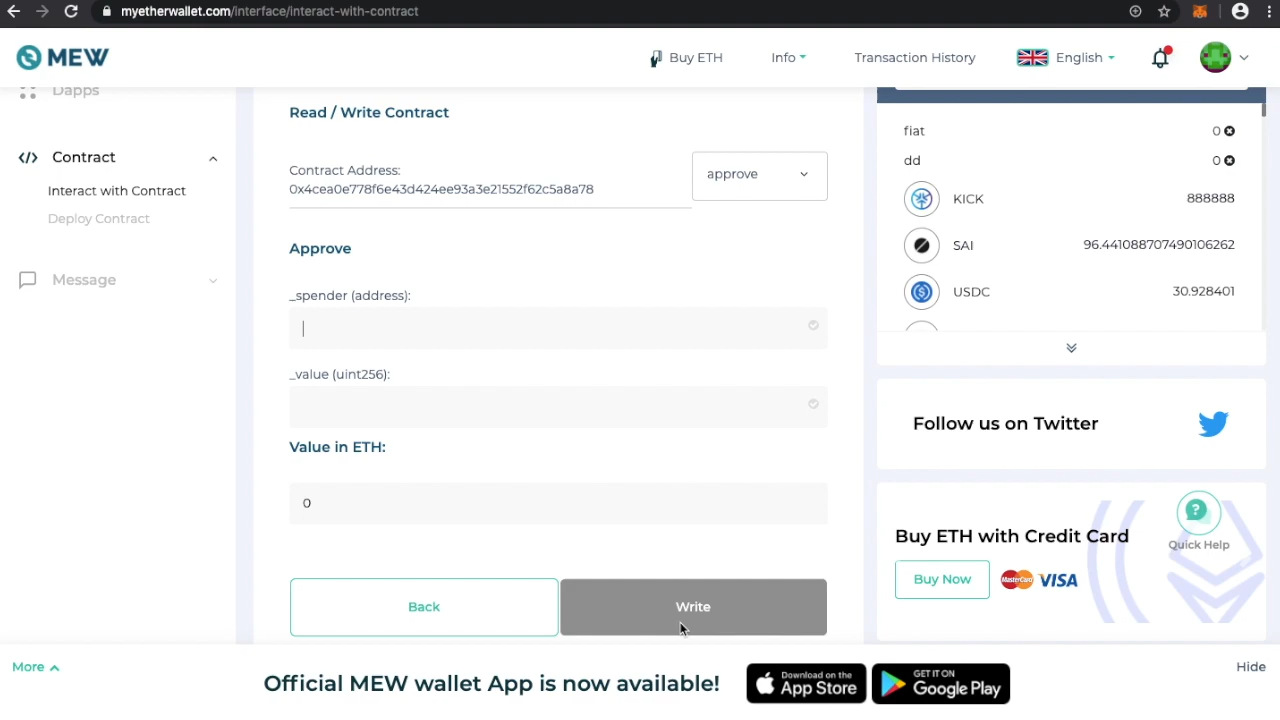 myetherwallet.com/interface/interact-with-contract
MEW
Buy ETH
Info
Transaction History
English
Dapps
Contract
Interact with Contract
Deploy Contract
Message
Read / Write Contract
Contract Address:
0x4cea0e778f6e43d424ee93a3e21552f62c5a8a78
approve
Approve
_spender (address):
_value (uint256):
Value in ETH:
0
Back
Write
fiat 0
dd 0
KICK 888888
SAI 96.441088707490106262
USDC 30.928401
Follow us on Twitter
Buy ETH with Credit Card
Buy Now
MasterCard
VISA
?
Quick Help
More
Official MEW wallet App is now available!
Download on the
App Store
GET IT ON
Google Play
Hide